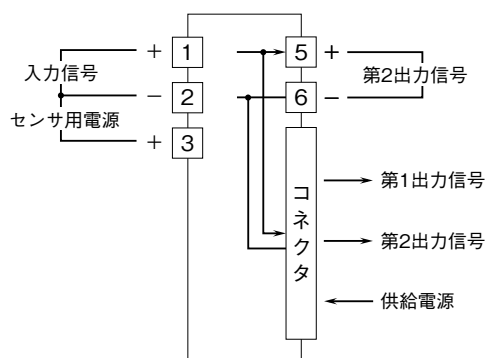 入力信号
センサ用電源
+ 1
− 2
+ 3
5 +
6 −
第2出力信号
コネクタ
第1出力信号
第2出力信号
供給電源